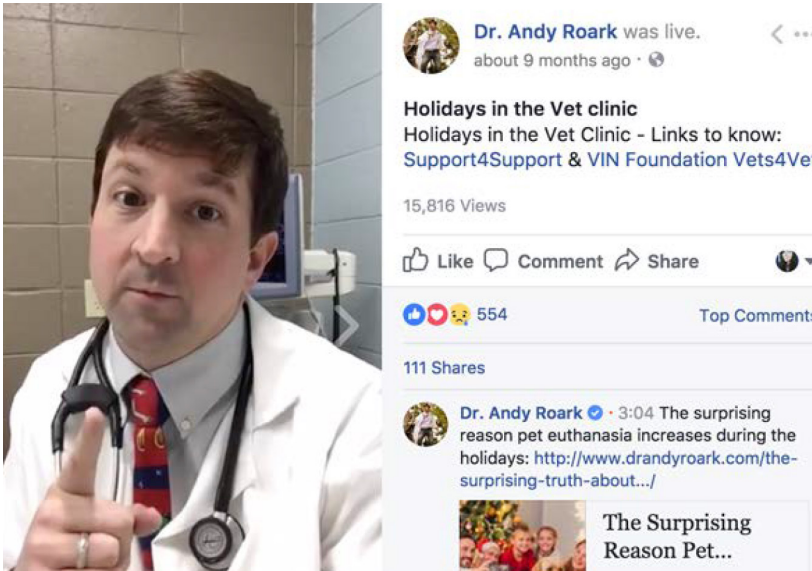 Dr. Andy Roark was live.
about 9 months ago
Holidays in the Vet clinic
Holidays in the Vet Clinic - Links to know:
Support4Support & VIN Foundation Vets4Ve
15,816 Views
Like Comment Share
554 Top Comments
111 Shares
Dr. Andy Roark · 3:04 The surprising
reason pet euthanasia increases during the
holidays: http://www.drandyroark.com/the-
surprising-truth-about.../
The Surprising
Reason Pet...